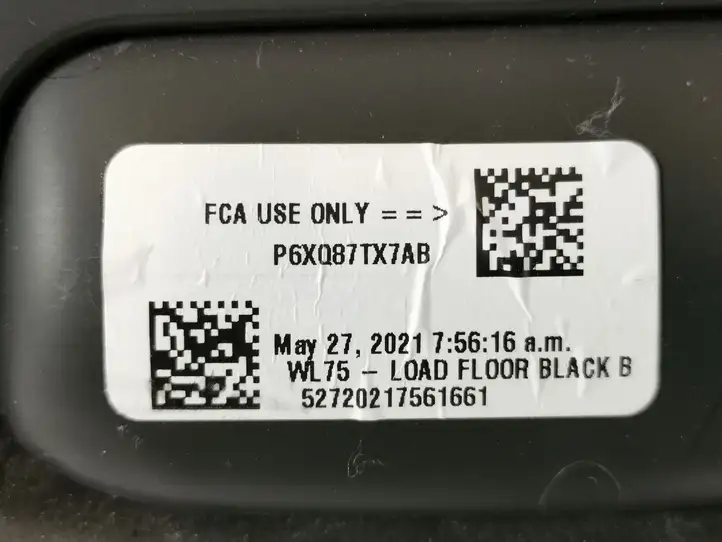 FCA USE ONLY = = >
P6XQ87TX7AB
May 27, 2021 7:56:16 a.m.
WL75 - LOAD FLOOR BLACK B
52720217561661